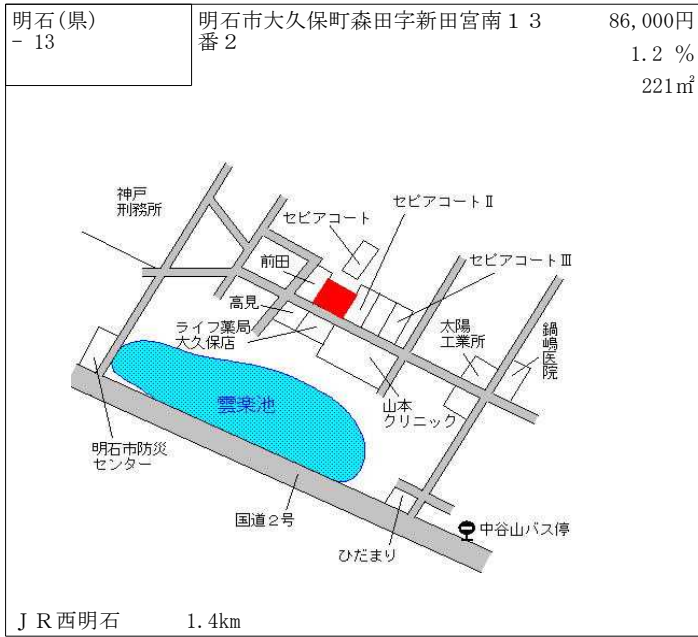 明石(県)
- 13
明石市大久保町森田字新田宮南１３
番２
86,000円
1.2 %
221㎡
神戸
刑務所
セピアコート
セピアコートⅡ
セピアコートⅢ
前田
高見
ライフ薬局
大久保店
太陽
工業所
鍋嶋医院
山本
クリニック
雲楽池
明石市防災
センター
国道２号
ひだまり
中谷山バス停
ＪＲ西明石
1.4km